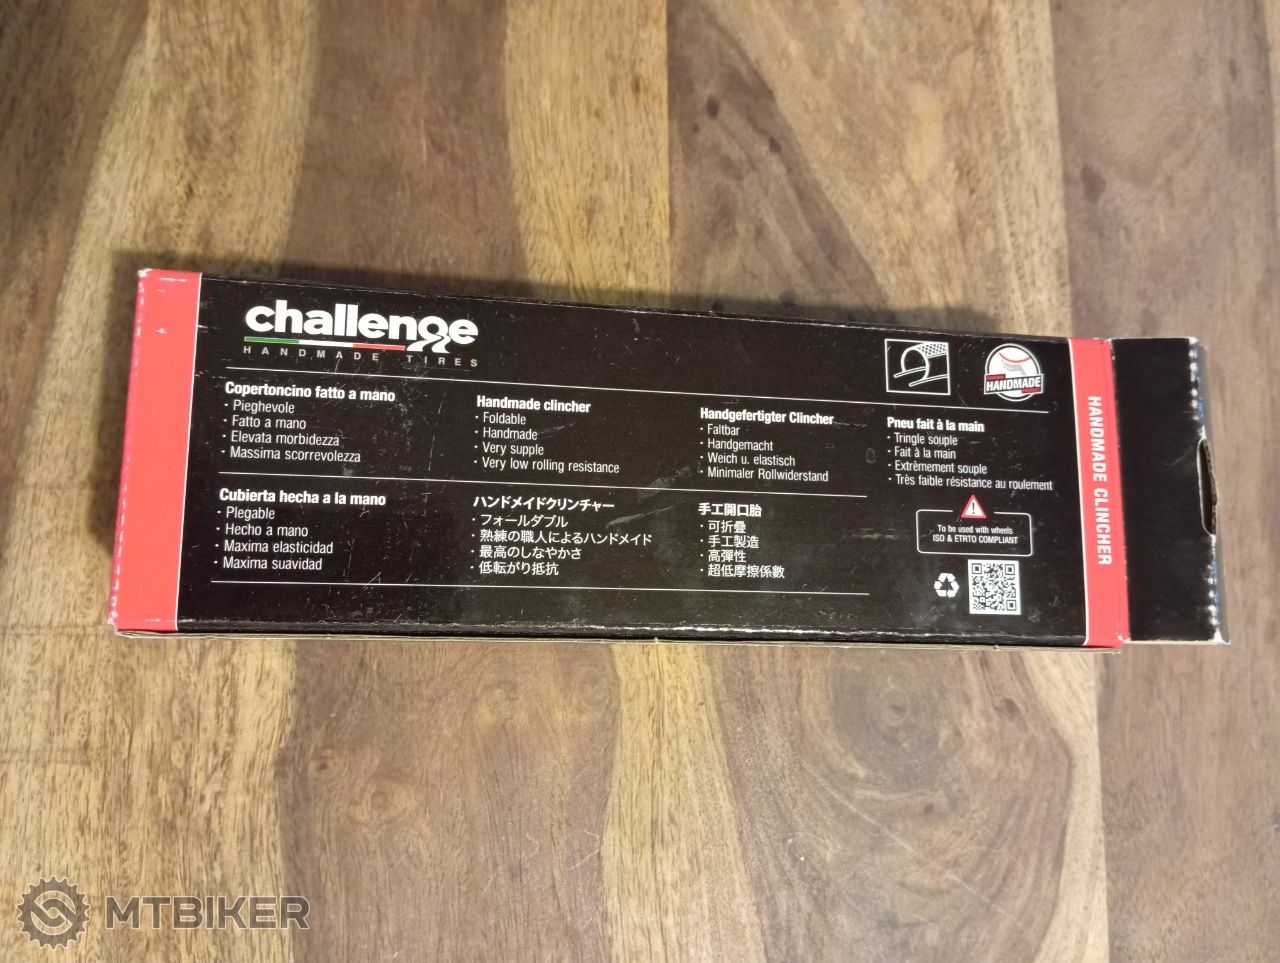 challenge
HANDMADE TIRES
HANDMADE
Copertoncino fatto a mano
· Pieghevole
· Fatto a mano
· Elevata morbidezza
· Massima scorrevolezza
Handmade clincher
· Foldable
· Handmade
· Very supple
· Very low rolling resistance
Handgefertigter Clincher
· Faltbar
· Handgemacht
· Weich u. elastisch
· Minimaler Rollwiderstand
Pneu fait à la main
· Tringle souple
· Fait à la main
· Extrèmement souple
· Très faible résistance au roulement
Cubierta hecha a la mano
· Plegable
· Hecho a mano
· Maxima elasticidad
· Maxima suavidad
ハンドメイドクリンチャー
· フォールダブル
· 熟練の職人によるハンドメイド
· 最高のしなやかさ
· 低転がり抵抗
手工開口胎
· 可折疊
· 手工製造
· 高彈性
· 超低摩擦係數
To be used with wheels
ISO & ETRTO COMPLIANT
HANDMADE CLINCHER
MTBIKER